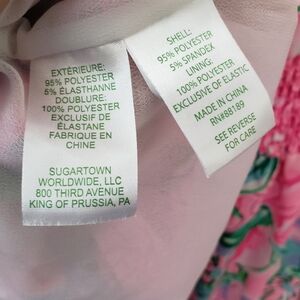 EXTÉRIEURE:
95% POLYESTER
5% ÉLASTHANNE
DOUBLURE:
100% POLYESTER
EXCLUSIF DE
ÉLASTANE
FABRIQUE EN
CHINE
SUGARTOWN
WORLDWIDE, LLC
800 THIRD AVENUE
KING OF PRUSSIA, PA
SHELL:
95% POLYESTER
5% SPANDEX
LINING:
100% POLYESTER
EXCLUSIVE OF ELASTIC
MADE IN CHINA
RN#88189
SEE REVERSE
FOR CARE